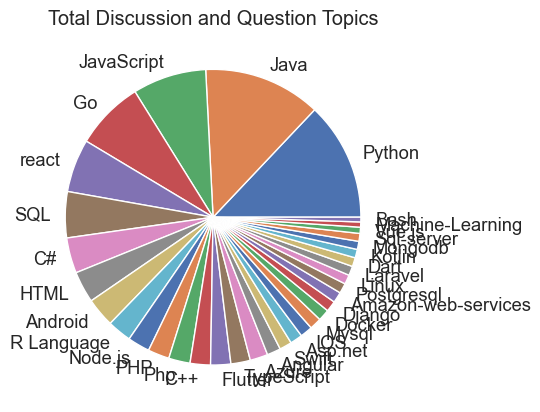 Total Discussion and Question Topics
JavaScript
Java
Go
Python
react
SQL
C#
HTML
Android
R Language
Node.js
PHP
Php
C++
Flutter
TypeScript
Azure
Angular
Swift
Asp.net
IOS
Mysql
Docker
Django
Amazon-web-services
Postgresql
Linux
Laravel
Dart
Kotlin
Mongodb
Sql-server
Machine-Learning
Bash